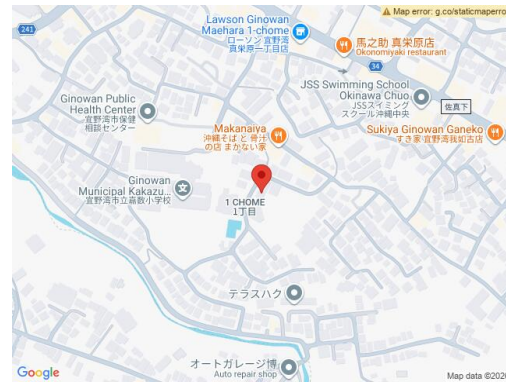 Map error: g.co/staticmaperro
241
Lawson Ginowan
Maehara 1-chome
ローソン 宜野湾
真栄原一丁目店
馬之助 真栄原店
Okonomiyaki restaurant
34
JSS Swimming School
Okinawa Chuo
JSSスイミング
スクール沖縄中央
佐真下
Ginowan Public
Health Center
宜野湾市保健
相談センター
Makanaiya
沖縄そばと骨汁
の店 まかない家
Sukiya Ginowan Ganeko
すき家 宜野湾我如古店
Ginowan
Municipal Kakazu...
宜野湾市立嘉数小学校
1 CHOME
1丁目
テラスハク
オートガレージ博
Auto repair shop
Google
Map data ©2026